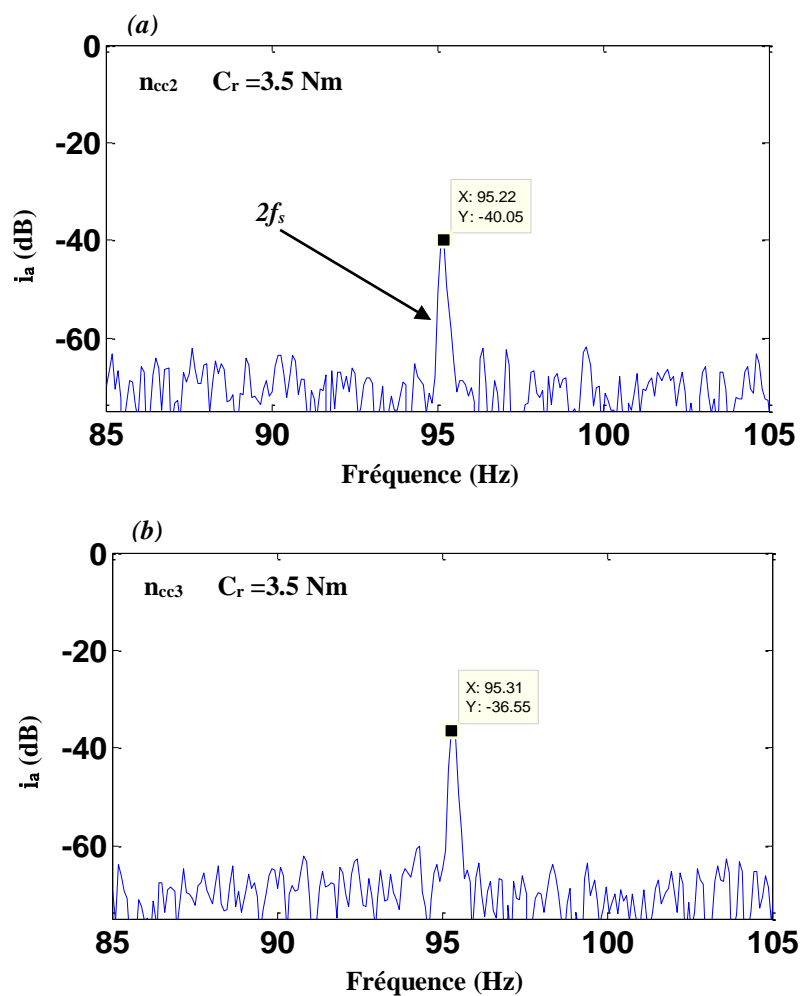 (a)
n_cc2 C_r =3.5 Nm
0
-20
-40
-60
i_a (dB)
2f_s
X: 95.22
Y: -40.05
85 90 95 100 105
Fréquence (Hz)
(b)
n_cc3 C_r =3.5 Nm
0
-20
-40
-60
i_a (dB)
X: 95.31
Y: -36.55
85 90 95 100 105
Fréquence (Hz)